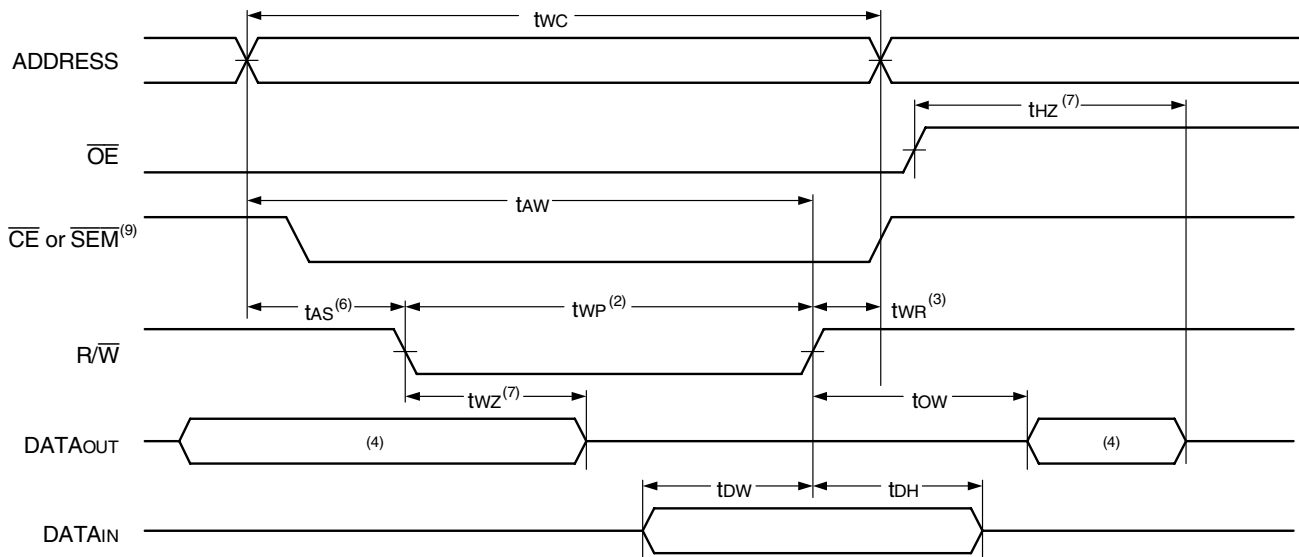 tWC
ADDRESS
tHZ(7)
OE
tAW
CE or SEM(9)
tAS(6)
tWP(2)
tWR(3)
R/W
tWZ(7)
tOW
DATAOUT
(4)
(4)
tDW
tDH
DATAIN